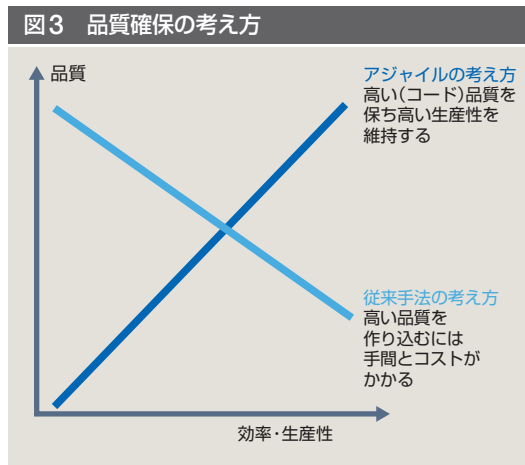 図3 品質確保の考え方
品質
アジャイルの考え方
高い(コード)品質を
保ち高い生産性を
維持する
従来手法の考え方
高い品質を
作り込むには
手間とコストが
かかる
効率・生産性